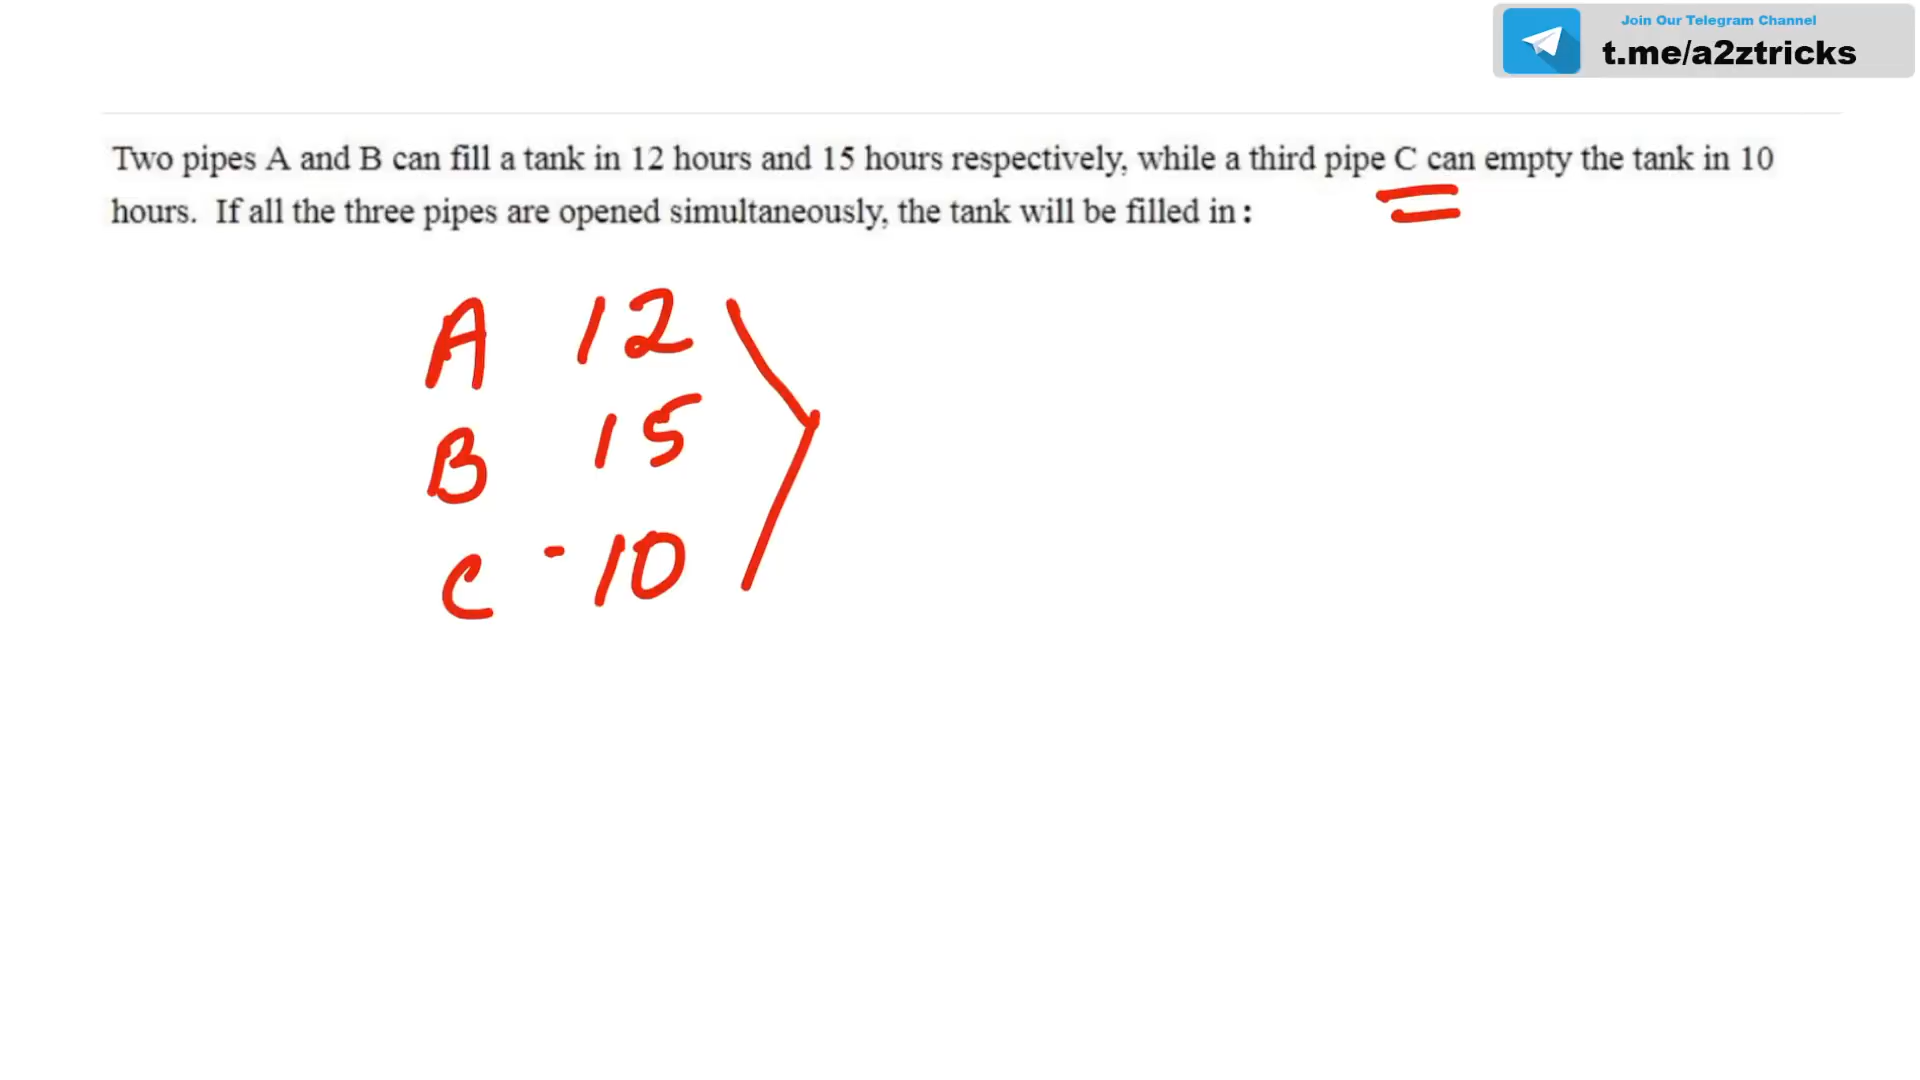 Join Our Telegram Channel
t.me/a2ztricks
Two pipes A and B can fill a tank in 12 hours and 15 hours respectively, while a third pipe C can empty the tank in 10
hours. If all the three pipes are opened simultaneously, the tank will be filled in :
A 12
B 15
C -10